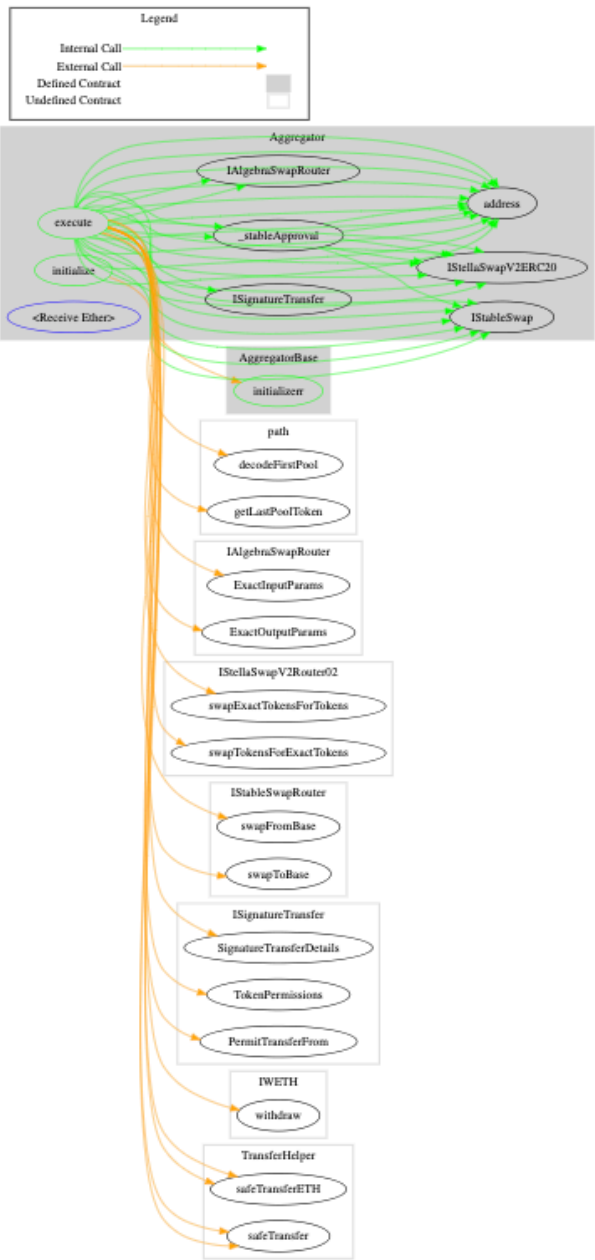 Legend
Internal Call
External Call
Defined Contract
Undefined Contract
Aggregator
IAlgebraSwapRouter
execute
address
_stableApproval
initialize
IStellaSwapV2ERC20
ISignatureTransfer
<Receive Ether>
IStableSwap
AggregatorBase
initializerr
path
decodeFirstPool
getLastPoolToken
IAlgebraSwapRouter
ExactInputParams
ExactOutputParams
IStellaSwapV2Router02
swapExactTokensForTokens
swapTokensForExactTokens
IStableSwapRouter
swapFromBase
swapToBase
ISignatureTransfer
SignatureTransferDetails
TokenPermissions
PermitTransferFrom
IWETH
withdraw
TransferHelper
safeTransferETH
safeTransfer